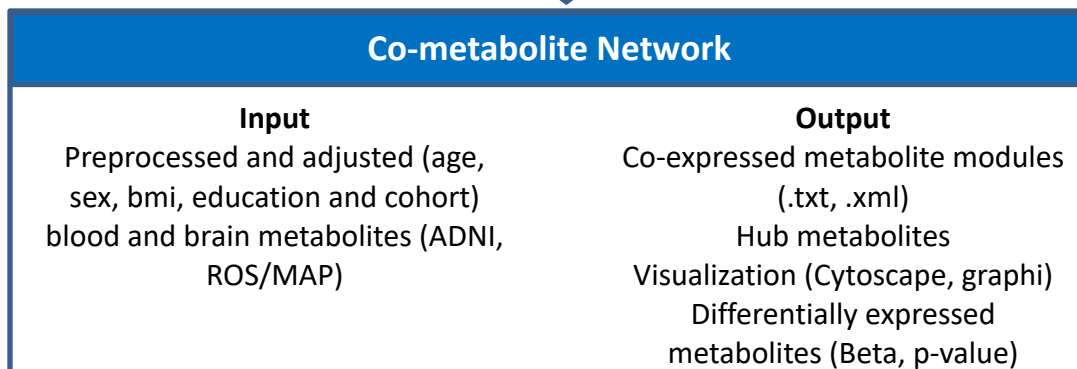 Co-metabolite Network
Input
Preprocessed and adjusted (age,
sex, bmi, education and cohort)
blood and brain metabolites (ADNI,
ROS/MAP)
Output
Co-expressed metabolite modules
(.txt, .xml)
Hub metabolites
Visualization (Cytoscape, graphi)
Differentially expressed
metabolites (Beta, p-value)